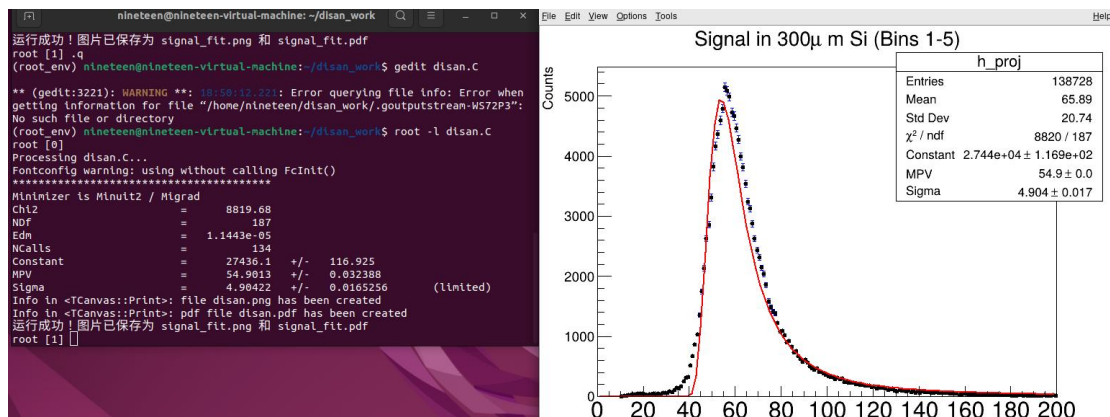 nineteen@nineteen-virtual-machine: ~/disan_work
运行成功！图片已保存为 signal_fit.png 和 signal_fit.pdf
root [1] .q
(root_env) nineteen@nineteen-virtual-machine:~/disan_work$ gedit disan.C
** (gedit:3221): WARNING **: 18:50:12.221: Error querying file info: Error when
getting information for file “/home/nineteen/disan_work/.goutputstream-WS72P3”:
No such file or directory
(root_env) nineteen@nineteen-virtual-machine:~/disan_work$ root -l disan.C
root [0]
Processing disan.C...
Fontconfig warning: using without calling FcInit()
****************************************
Minimizer is Minuit2 / Migrad
Chi2 = 8819.68
NDf = 187
Edm = 1.1443e-05
NCalls = 134
Constant = 27436.1 +/- 116.925
MPV = 54.9013 +/- 0.032388
Sigma = 4.90422 +/- 0.0165256 (limited)
Info in <TCanvas::Print>: file disan.png has been created
Info in <TCanvas::Print>: pdf file disan.pdf has been created
运行成功！图片已保存为 signal_fit.png 和 signal_fit.pdf
root [1]
File Edit View Options Tools Help
Signal in 300μ m Si (Bins 1-5)
h_proj
Entries 138728
Mean 65.89
Std Dev 20.74
χ² / ndf 8820 / 187
Constant 2.744e+04 ± 1.169e+02
MPV 54.9 ± 0.0
Sigma 4.904 ± 0.017
Counts
5000
4000
3000
2000
1000
0
0 20 40 60 80 100 120 140 160 180 200